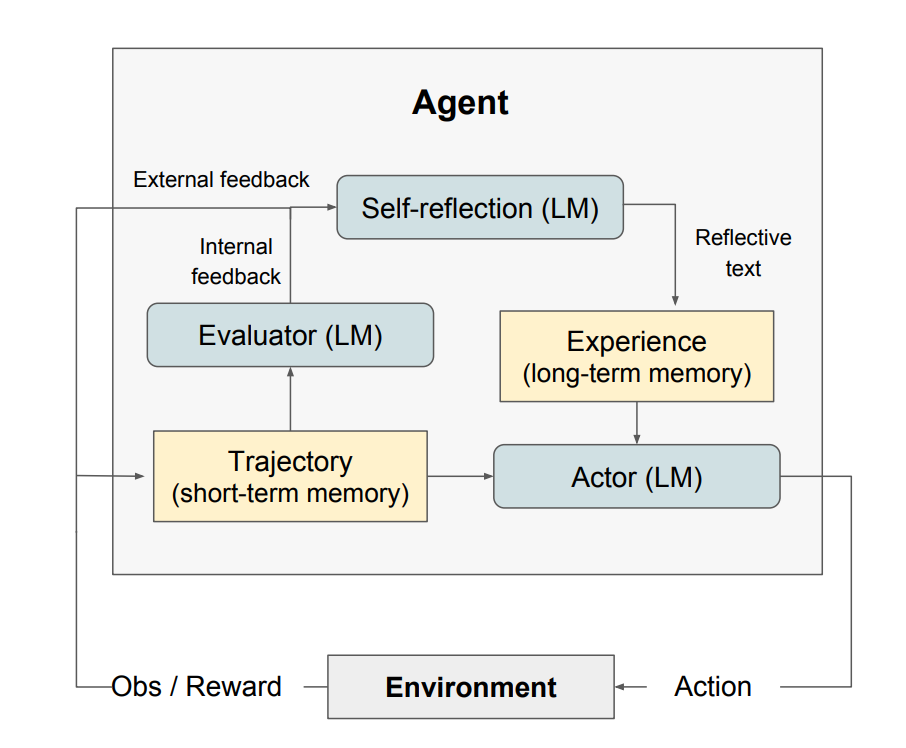 Agent
External feedback
Self-reflection (LM)
Internal
feedback
Reflective
text
Evaluator (LM)
Experience
(long-term memory)
Trajectory
(short-term memory)
Actor (LM)
Obs / Reward
Environment
Action